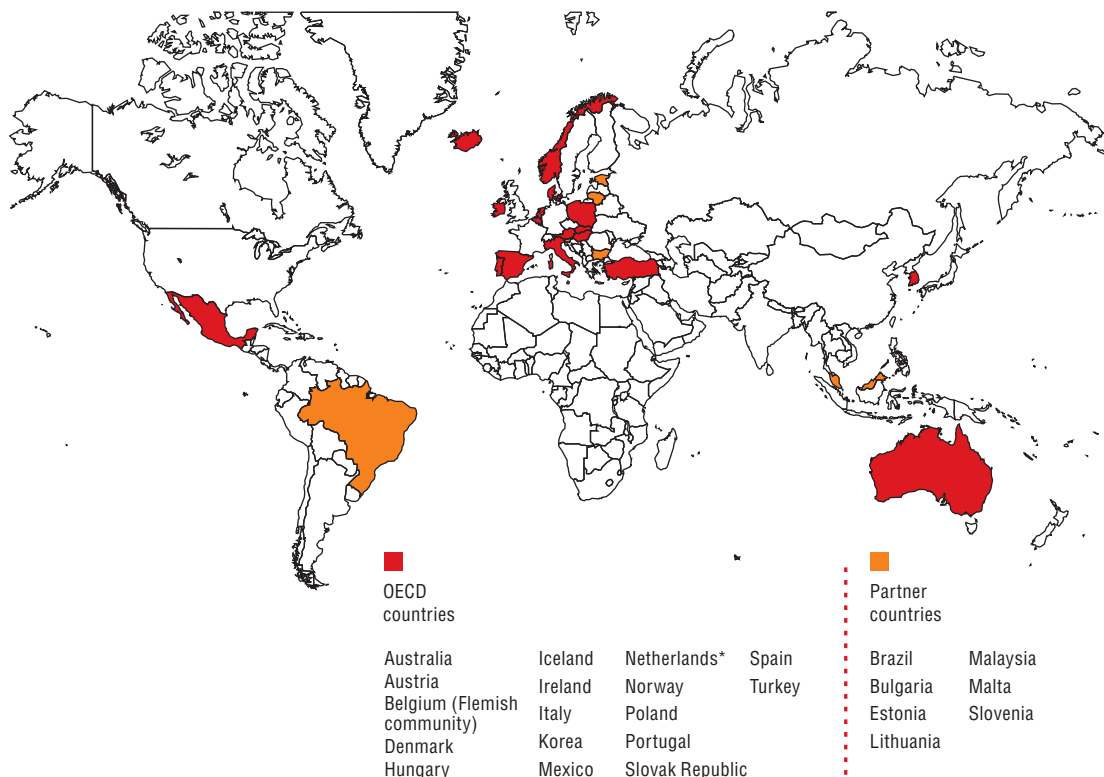 OECD
countries
Australia
Austria
Belgium (Flemish
community)
Denmark
Hungary
Iceland
Ireland
Italy
Korea
Mexico
Netherlands*
Norway
Poland
Portugal
Slovak Republic
Spain
Turkey
Partner
countries
Brazil
Bulgaria
Estonia
Lithuania
Malaysia
Malta
Slovenia